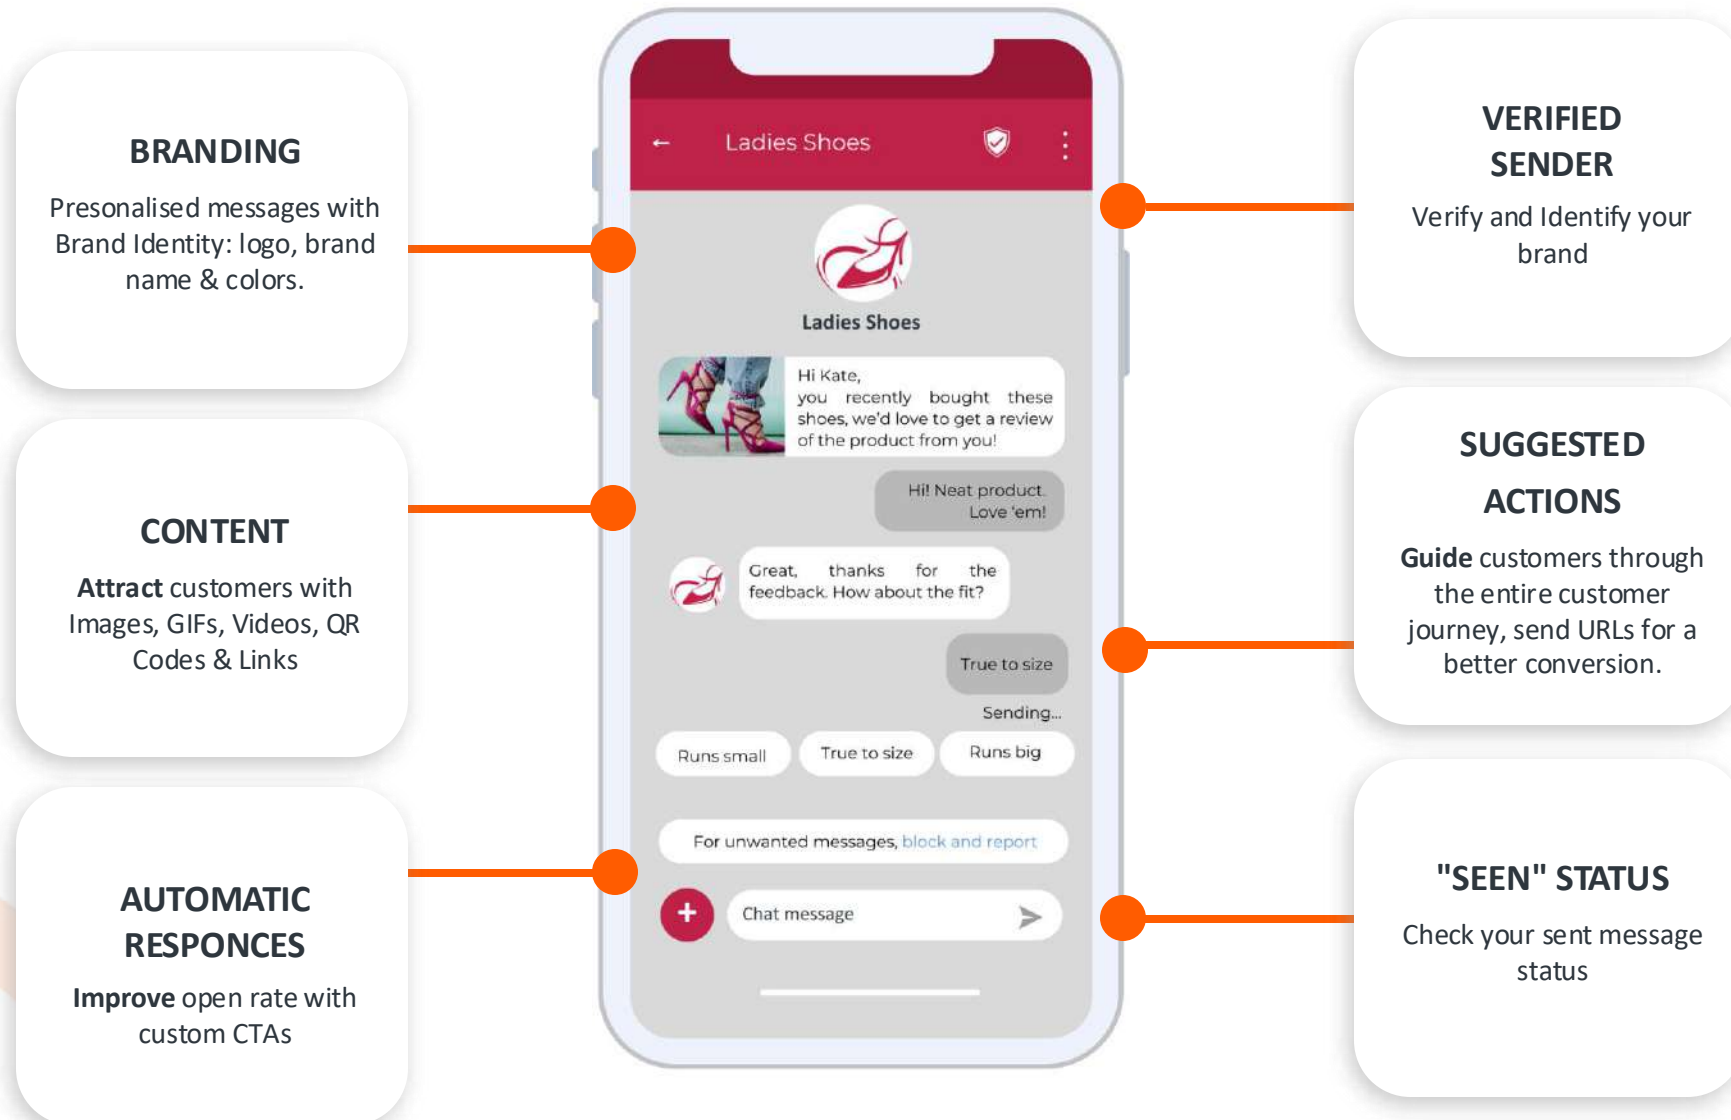 BRANDING
Presonalised messages with
Brand Identity: logo, brand
name & colors.
CONTENT
Attract customers with
Images, GIFs, Videos, QR
Codes & Links
AUTOMATIC
RESPONCES
Improve open rate with
custom CTAs
Ladies Shoes
Ladies Shoes
Hi Kate,
you recently bought these
shoes, we'd love to get a review
of the product from you!
Hi! Neat product.
Love 'em!
Great, thanks for the
feedback. How about the fit?
True to size
Sending...
Runs small
True to size
Runs big
For unwanted messages, block and report
Chat message
VERIFIED
SENDER
Verify and Identify your
brand
SUGGESTED
ACTIONS
Guide customers through
the entire customer
journey, send URLs for a
better conversion.
"SEEN" STATUS
Check your sent message
status